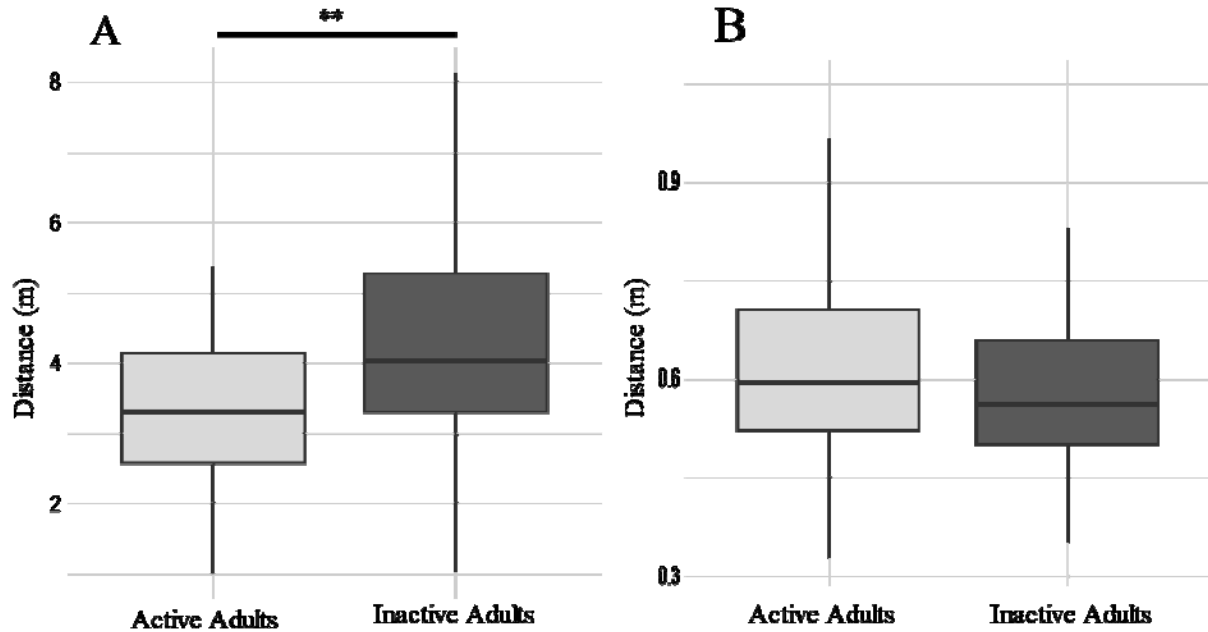 A
**
8
6
4
2
Distance (m)
Active Adults
Inactive Adults
B
0.9
0.6
0.3
Distance (m)
Active Adults
Inactive Adults